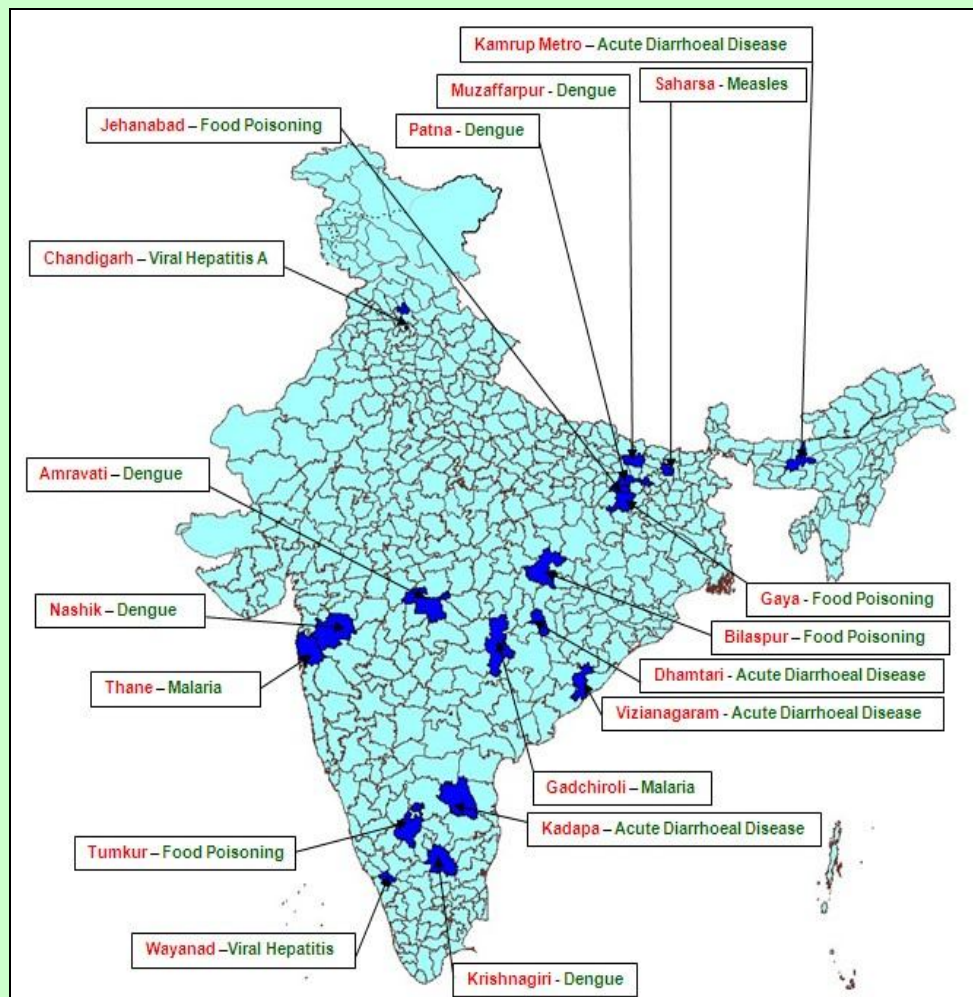 Kamrup Metro – Acute Diarrhoeal Disease
Muzaffarpur - Dengue
Saharsa - Measles
Jehanabad – Food Poisoning
Patna - Dengue
Chandigarh – Viral Hepatitis A
Amravati – Dengue
Nashik – Dengue
Gaya - Food Poisoning
Bilaspur – Food Poisoning
Dhamtari - Acute Diarrhoeal Disease
Thane – Malaria
Vizianagaram - Acute Diarrhoeal Disease
Gadchiroli – Malaria
Kadapa – Acute Diarrhoeal Disease
Tumkur – Food Poisoning
Wayanad –Viral Hepatitis
Krishnagiri - Dengue